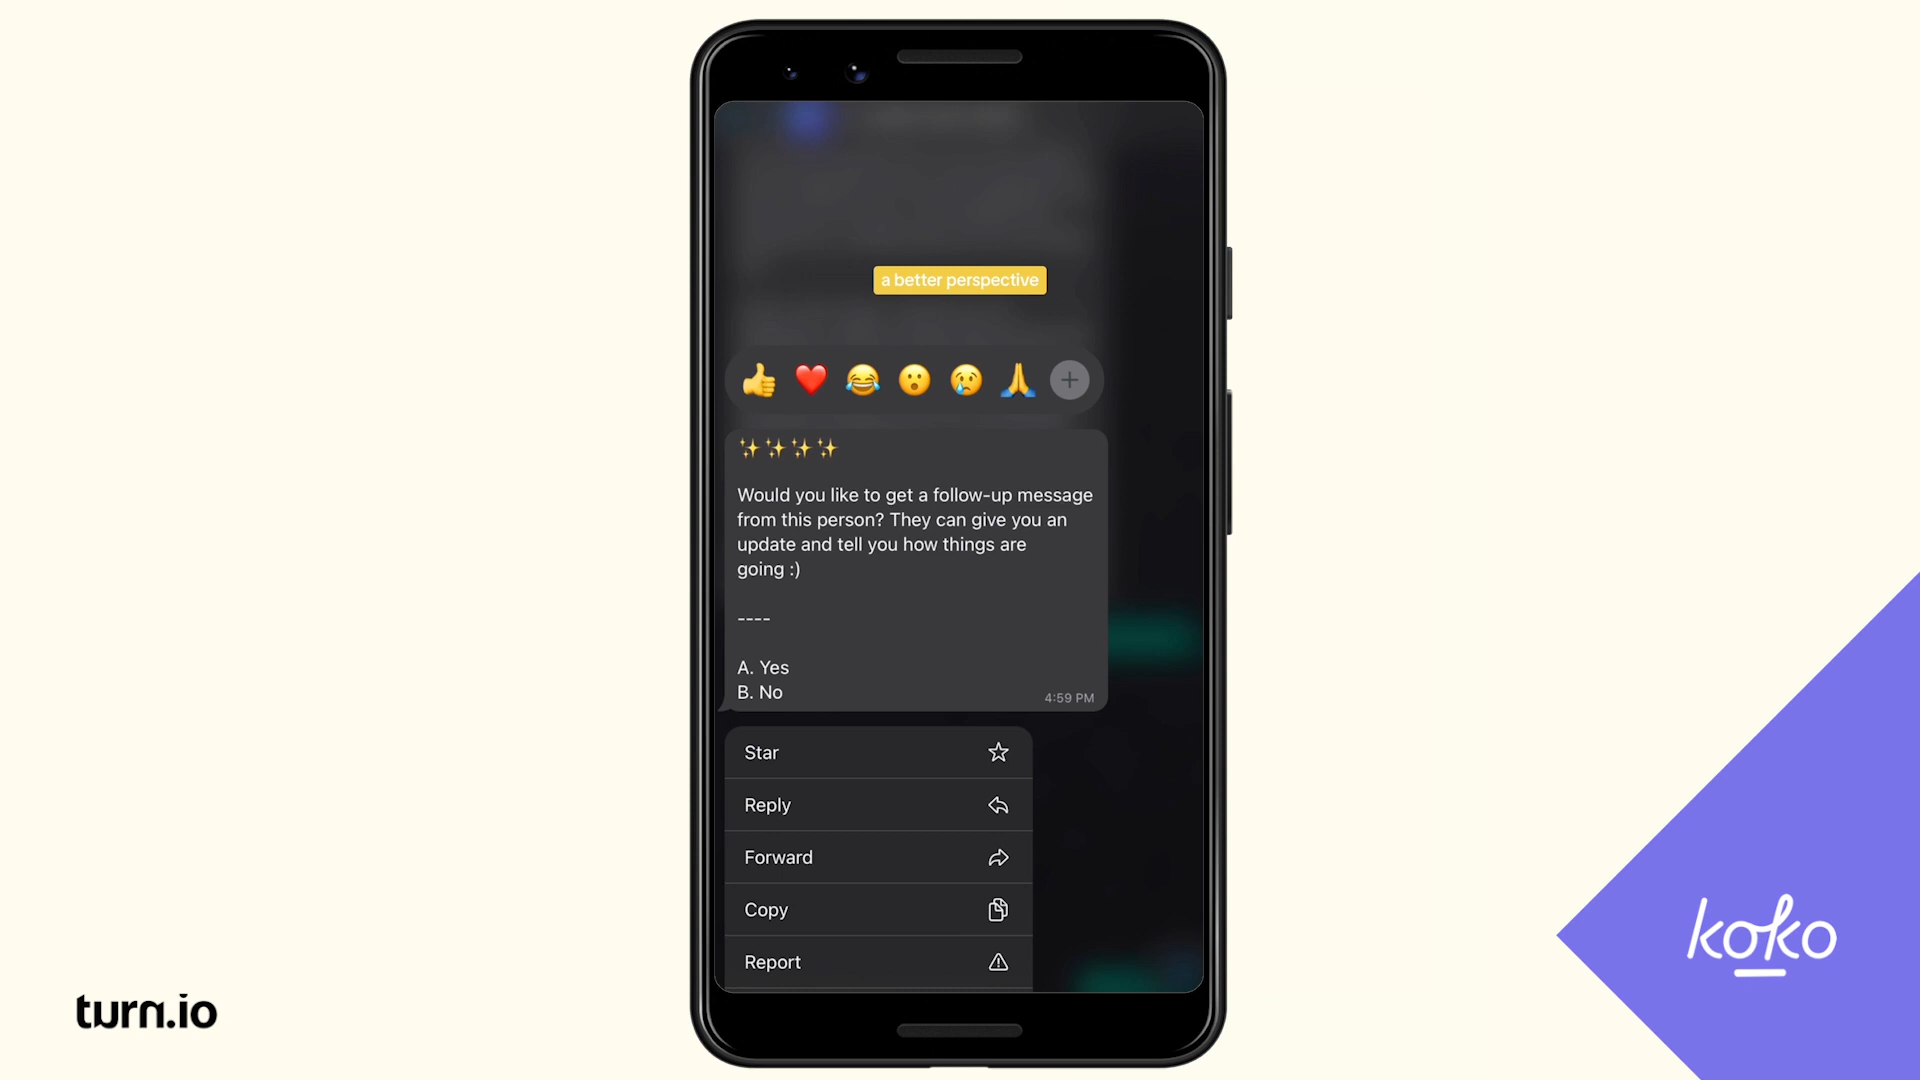 a better perspective
Would you like to get a follow-up message
from this person? They can give you an
update and tell you how things are
going :)
----
A. Yes
B. No
4:59 PM
Star
Reply
Forward
Copy
Report
koko
turn.io